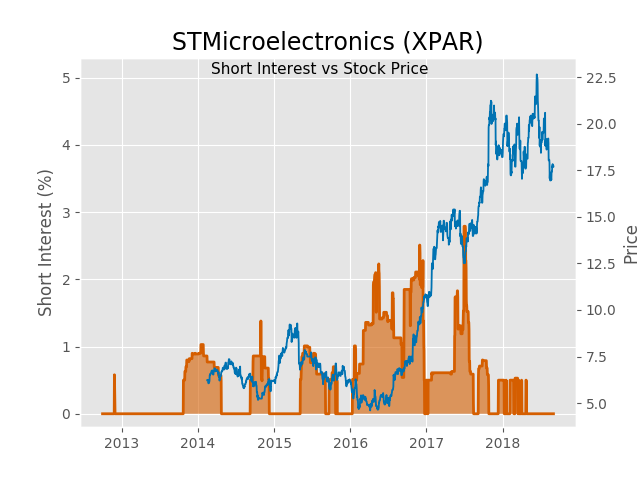 STMicroelectronics (XPAR)
Short Interest vs Stock Price
Short Interest (%)
5
4
3
2
1
0
22.5
20.0
17.5
15.0
12.5
10.0
7.5
5.0
Price
2013 2014 2015 2016 2017 2018